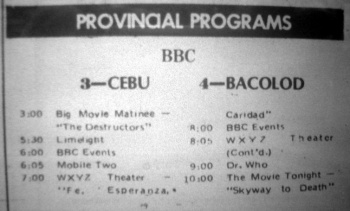 PROVINCIAL PROGRAMS
BBC
3—CEBU
3:00 Big Movie Matinee —
"The Destructors"
5:30 Limelight
6:00 BBC Events
6:05 Mobile Two
7:00 WXYZ Theater —
"Fe, Esperanza,
4—BACOLOD
Caridad"
8:00 BBC Events
8:05 WXYZ Theater
(Cont'd.)
9:00 Dr. Who
10:00 The Movie Tonight —
"Skyway to Death"